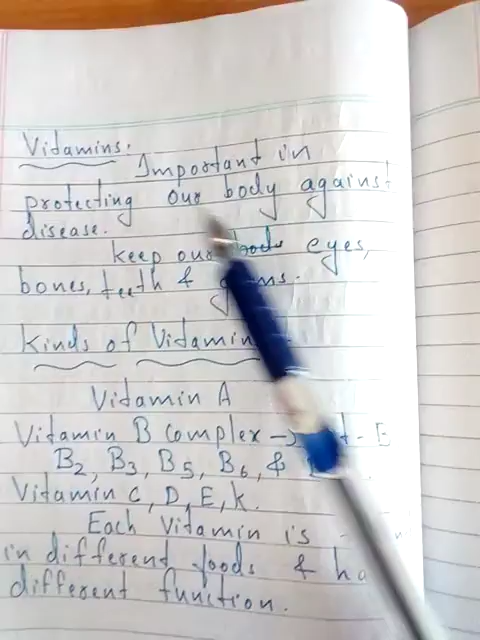 Vitamins.
Important in
protecting our body against
disease.
keep our eyes,
bones, teeth &
Kinds of Vitamin
Vitamin A
Vitamin B Complex →
B2, B3, B5, B6, &
Vitamin C, D, E, K.
Each Vitamin is
in different foods &
different function.